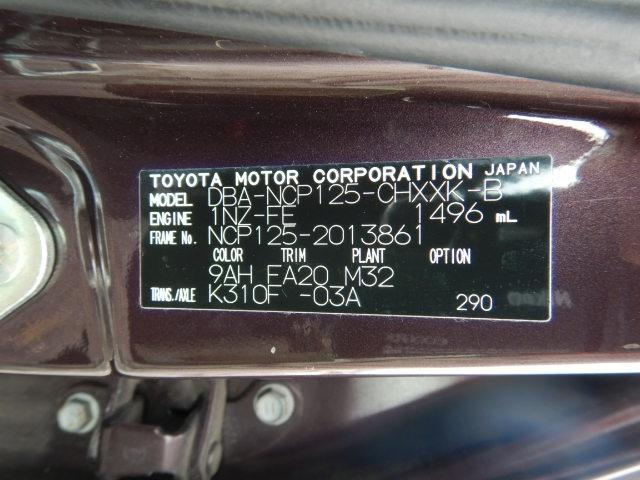 TOYOTA MOTOR CORPORATION JAPAN
MODEL DBA-NCP125-CHXXK-B
ENGINE 1NZ-FE 1496 mL
FRAME No. NCP125-2013861
COLOR TRIM PLANT OPTION
9AH EA20 M32
TRANS./AXLE K310F -03A 290